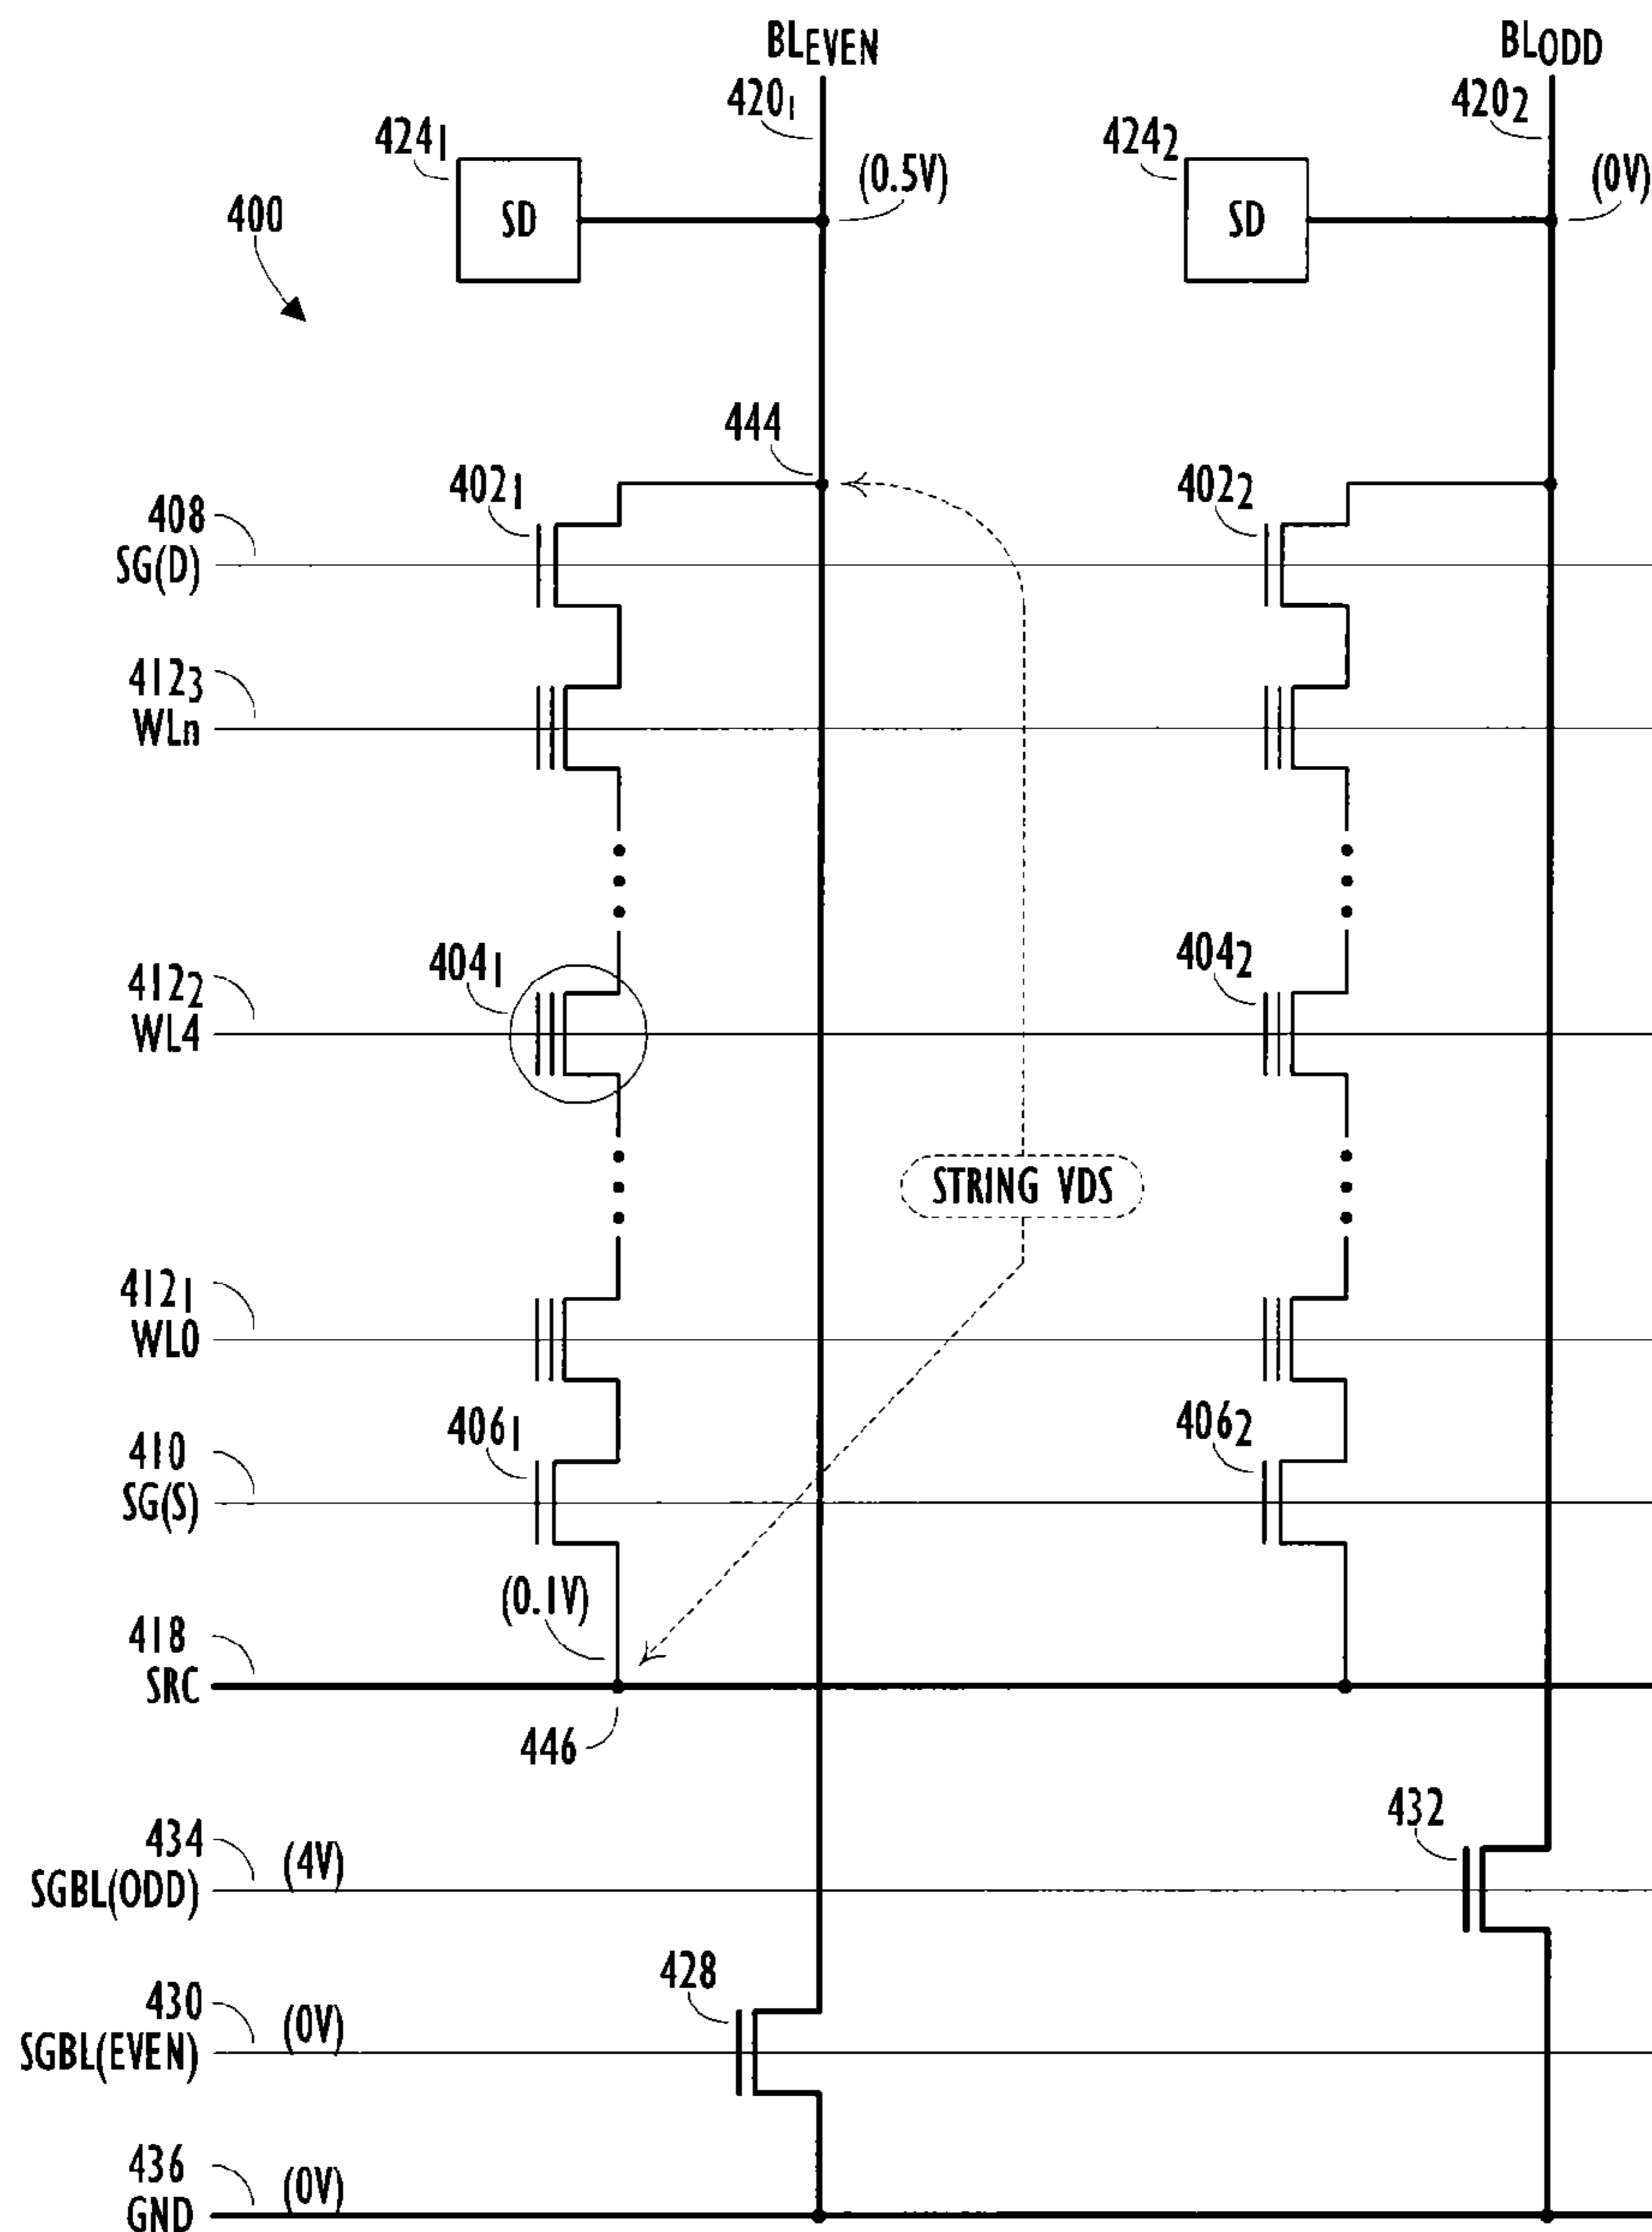 BLEVEN
BLODD
420₁
420₂
424₁
424₂
(0.5V)
(0V)
SD
SD
400
444
402₁
402₂
408
SG(D)
412₃
WLn
404₁
404₂
412₂
WL4
STRING VDS
412₁
WL0
406₁
406₂
410
SG(S)
(0.1V)
418
SRC
446
432
434
(4V)
SGBL(ODD)
428
430
(0V)
SGBL(EVEN)
436
(0V)
GND